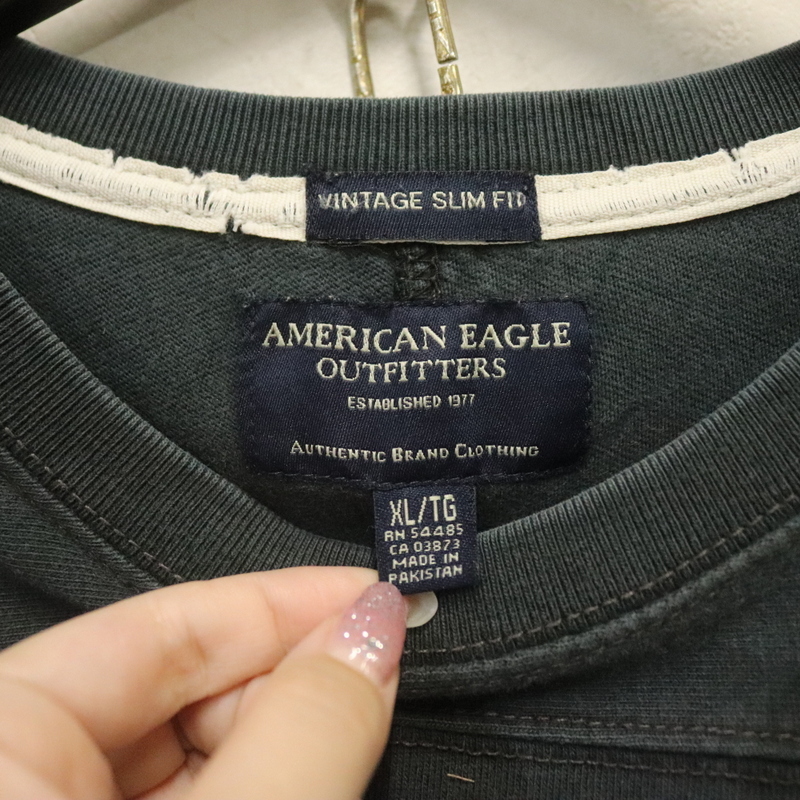 VINTAGE SLIM FIT
AMERICAN EAGLE
OUTFITTERS
ESTABLISHED 1977
AUTHENTIC BRAND CLOTHING
XL/TG
RN 54485
CA 03873
MADE IN
PAKISTAN